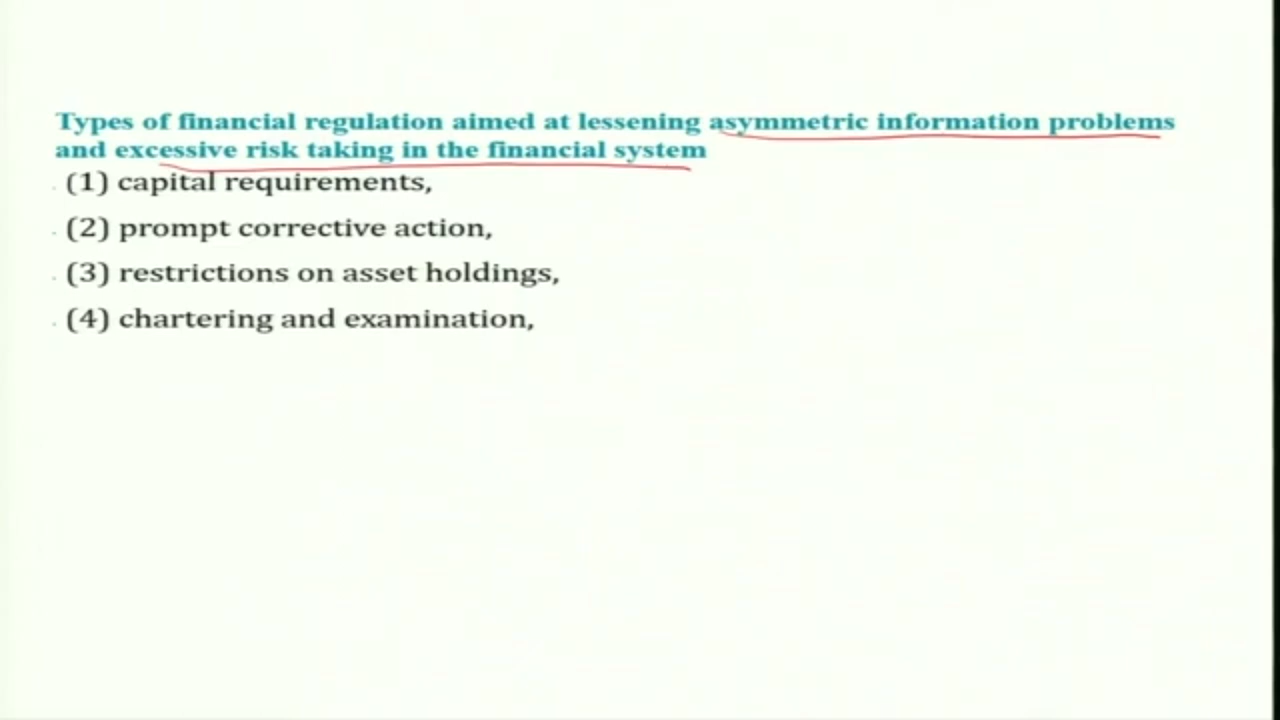 Types of financial regulation aimed at lessening asymmetric information problems
and excessive risk taking in the financial system
(1) capital requirements,
(2) prompt corrective action,
(3) restrictions on asset holdings,
(4) chartering and examination,